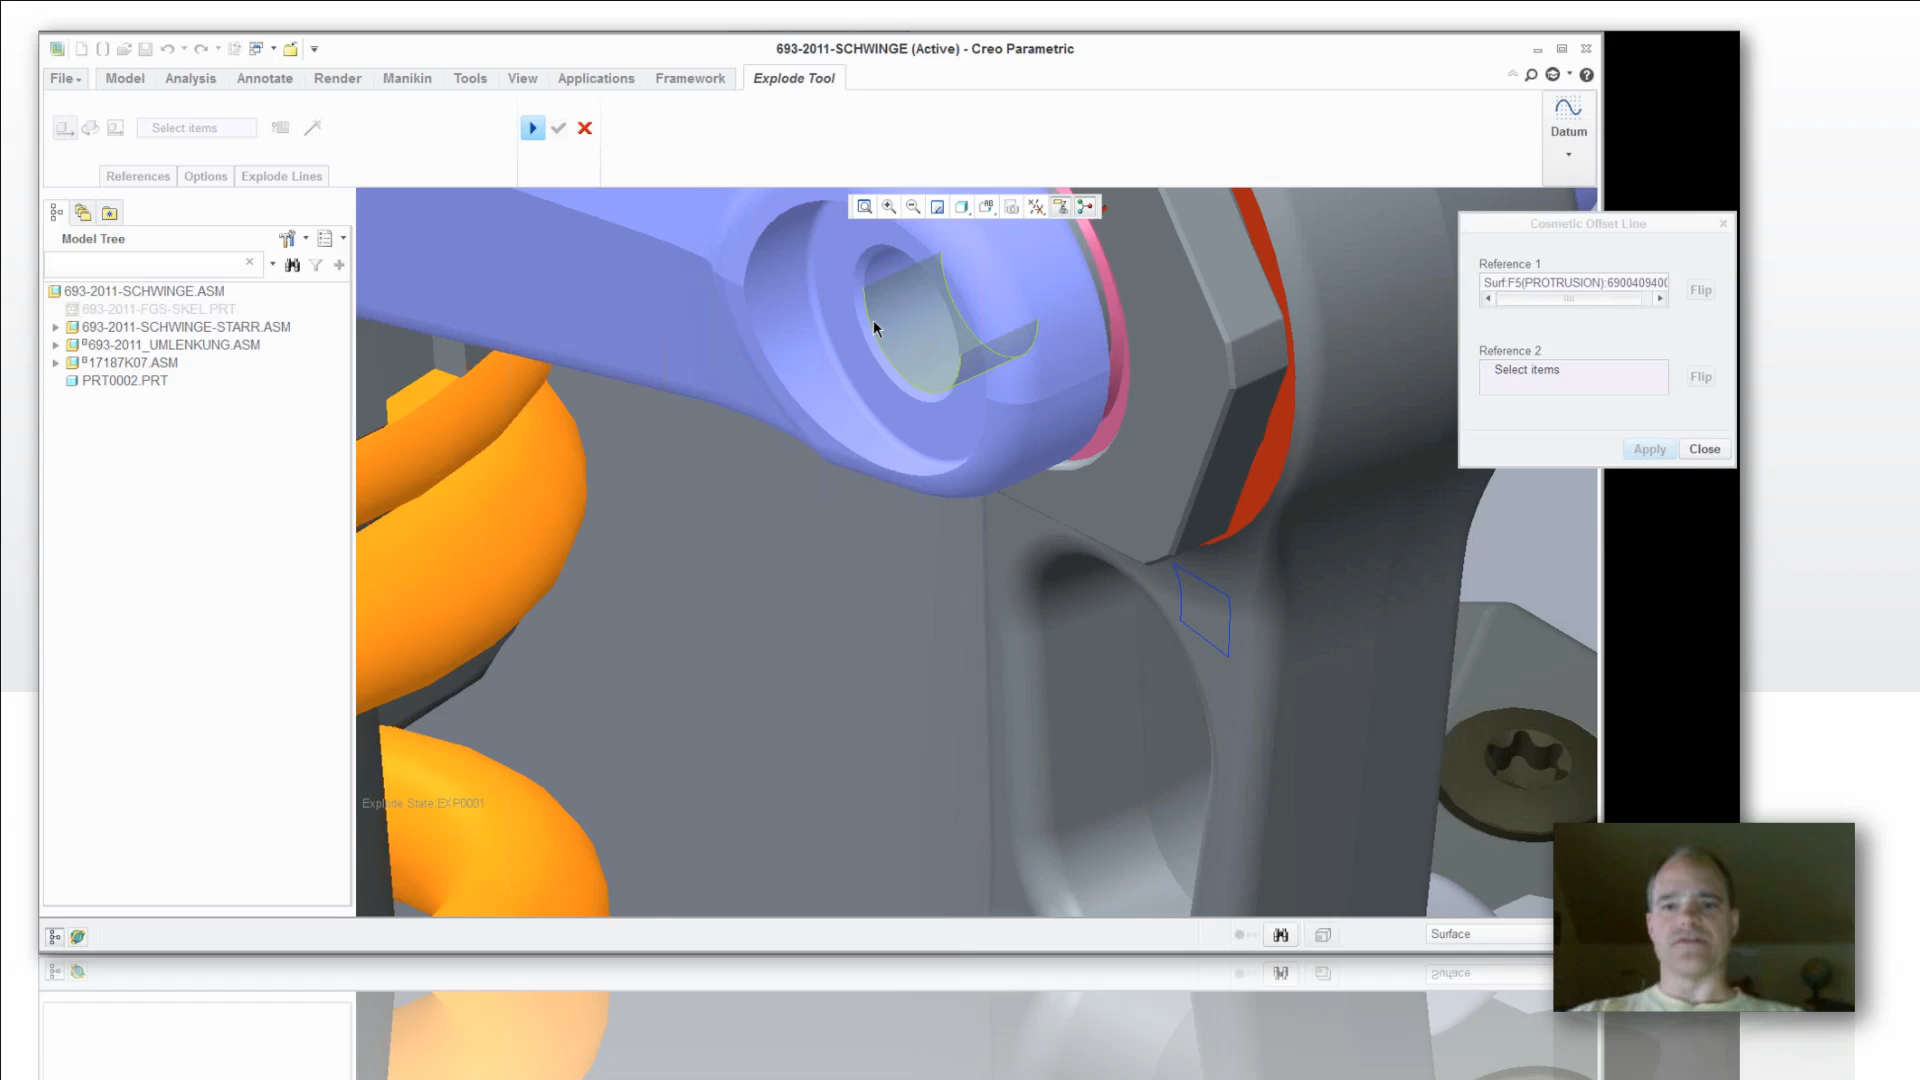 693-2011-SCHWINGE (Active) - Creo Parametric
File Model Analysis Annotate Render Manikin Tools View Applications Framework Explode Tool
Select items
Datum
References Options Explode Lines
Model Tree
693-2011-SCHWINGE.ASM
693-2011-FGS-SKEL.PRT
693-2011-SCHWINGE-STARR.ASM
693-2011_UMLENKUNG.ASM
17187K07.ASM
PRT0002.PRT
Cosmetic Offset Line
Reference 1
Surf:F5(PROTRUSION):6900409400
Flip
Reference 2
Select items
Flip
Apply Close
Explode State:EXP0001
Surface
Surface